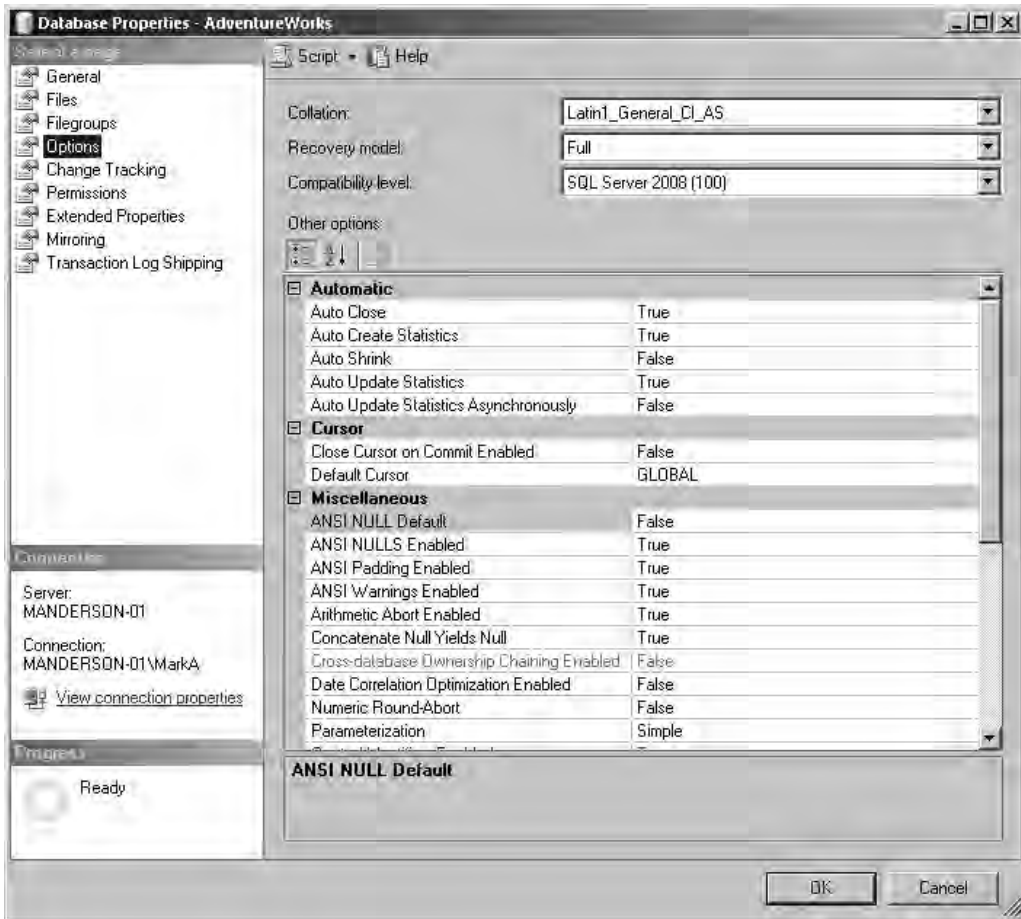 Database Properties - AdventureWorks
Select a page
General
Files
Filegroups
Options
Change Tracking
Permissions
Extended Properties
Mirroring
Transaction Log Shipping
Connection
Server:
MANDERSON-01
Connection:
MANDERSON-01\MarkA
View connection properties
Progress
Ready
Script Help
Collation: Latin1_General_CI_AS
Recovery model: Full
Compatibility level: SQL Server 2008 (100)
Other options:
Automatic
Auto Close True
Auto Create Statistics True
Auto Shrink False
Auto Update Statistics True
Auto Update Statistics Asynchronously False
Cursor
Close Cursor on Commit Enabled False
Default Cursor GLOBAL
Miscellaneous
ANSI NULL Default False
ANSI NULLS Enabled True
ANSI Padding Enabled True
ANSI Warnings Enabled True
Arithmetic Abort Enabled True
Concatenate Null Yields Null True
Cross-database Ownership Chaining Enabled False
Date Correlation Optimization Enabled False
Numeric Round-Abort False
Parameterization Simple
ANSI NULL Default
OK Cancel